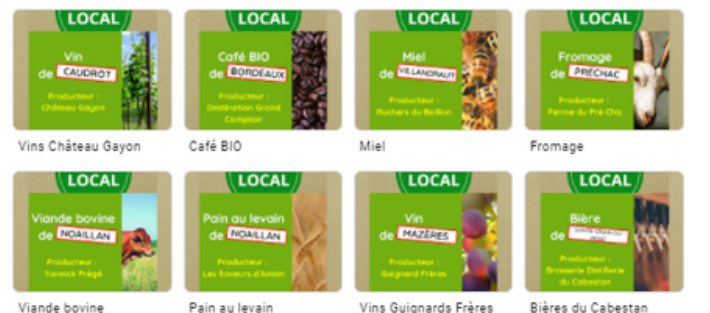 LOCAL
Vin
de CAUDROT
Producteur :
Château Gayon
Vins Château Gayon
LOCAL
Café BIO
de BORDEAUX
Producteur :
Destination Grand
Comptoir
Café BIO
LOCAL
Miel
de VILLANDRAUT
Producteur :
Ruchers du Baillion
Miel
LOCAL
Fromage
de PRÉCHAC
Producteur :
Ferme du Pré Chic
Fromage
LOCAL
Viande bovine
de NOAILLAN
Producteur :
Yannick Frégé
Viande bovine
LOCAL
Pain au levain
de NOAILLAN
Producteur :
Les Saveurs d'Antan
Pain au levain
LOCAL
Vin
de MAZÈRES
Producteur :
Guignard Frères
Vins Guignards Frères
LOCAL
Bière
de
Producteur :
Brasserie Distillerie
du Cabestan
Bières du Cabestan